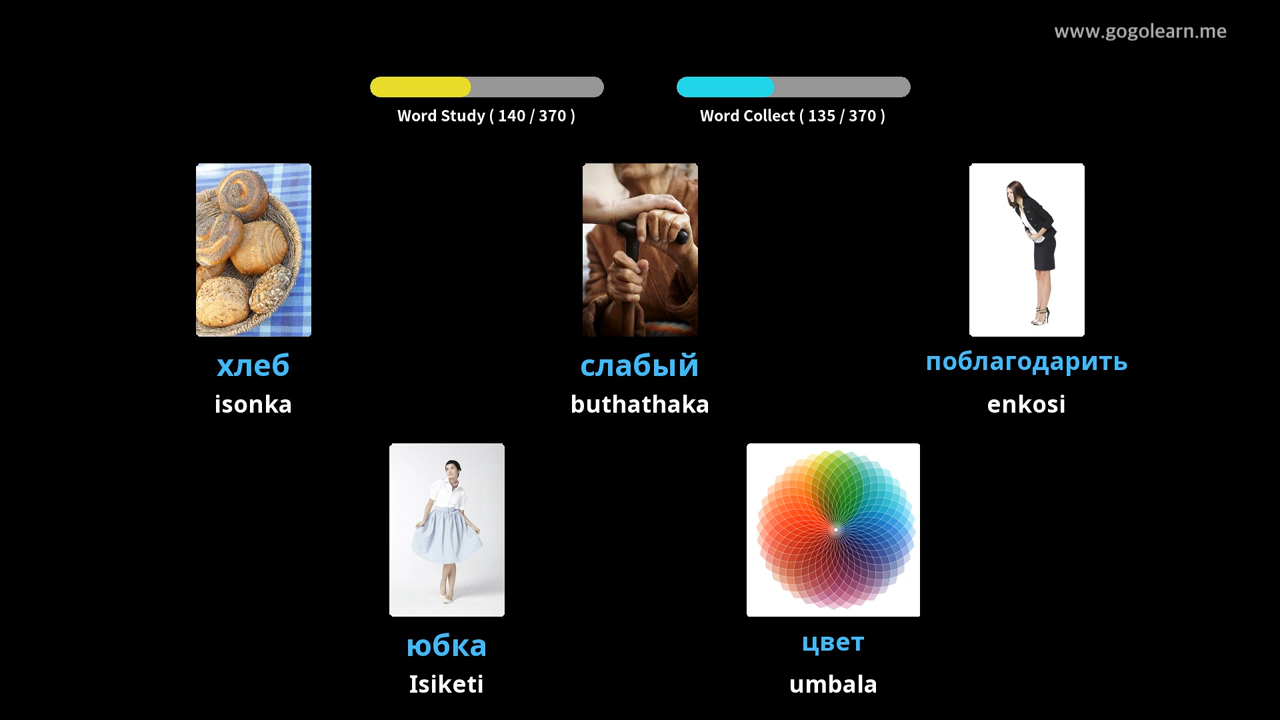 www.gogolearn.me
Word Study ( 140 / 370 )
Word Collect ( 135 / 370 )
хлеб
isonka
слабый
buthathaka
поблагодарить
enkosi
юбка
Isiketi
цвет
umbala